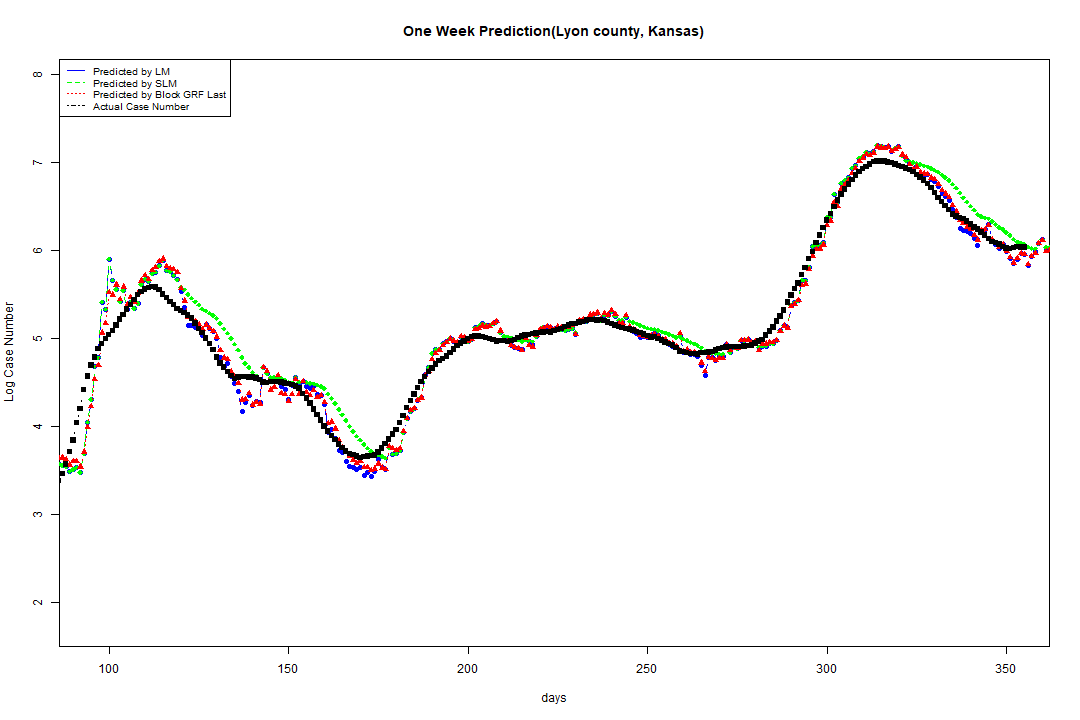 One Week Prediction(Lyon county, Kansas)
Predicted by LM
Predicted by SLM
Predicted by Block GRF Last
Actual Case Number
8
7
6
5
4
3
2
Log Case Number
100 150 200 250 300 350
days